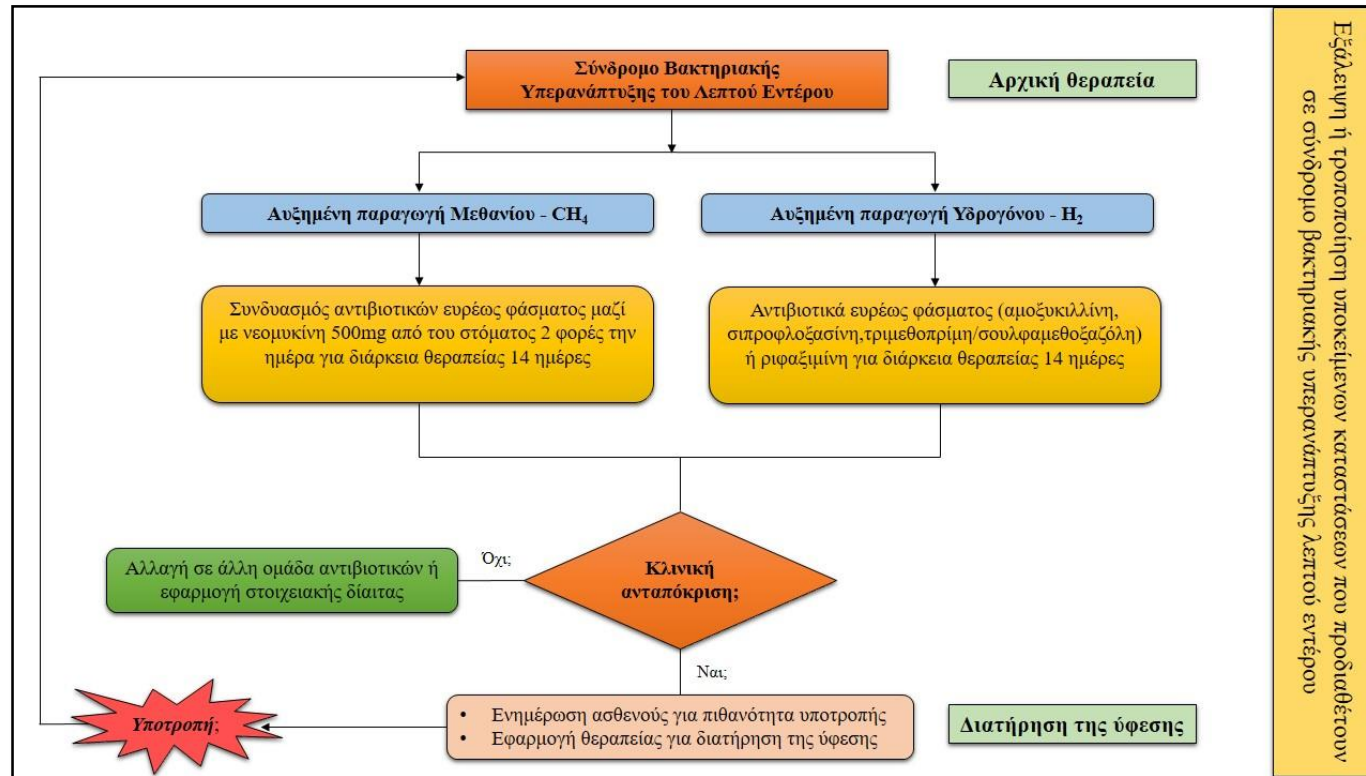 Σύνδρομο Βακτηριακής
Υπερανάπτυξης του Λεπτού Εντέρου
Αρχική θεραπεία
Αυξημένη παραγωγή Μεθανίου - CH₄
Αυξημένη παραγωγή Υδρογόνου - H₂
Συνδυασμός αντιβιοτικών ευρέως φάσματος μαζί
με νεομυκίνη 500mg από του στόματος 2 φορές την
ημέρα για διάρκεια θεραπείας 14 ημέρες
Αντιβιοτικά ευρέως φάσματος (αμοξυκιλλίνη,
σιπροφλοξασίνη,τριμεθοπρίμη/σουλφαμεθοξαζόλη)
ή ριφαξιμίνη για διάρκεια θεραπείας 14 ημέρες
Κλινική
ανταπόκριση;
Όχι;
Αλλαγή σε άλλη ομάδα αντιβιοτικών ή
εφαρμογή στοιχειακής δίαιτας
Ναι;
• Ενημέρωση ασθενούς για πιθανότητα υποτροπής
• Εφαρμογή θεραπείας για διατήρηση της ύφεσης
Υποτροπή;
Διατήρηση της ύφεσης
Εξάλειψη ή τροποποίηση υποκείμενων καταστάσεων που προδιαθέτουν
σε σύνδρομο βακτηριακής υπερανάπτυξης λεπτού εντέρου